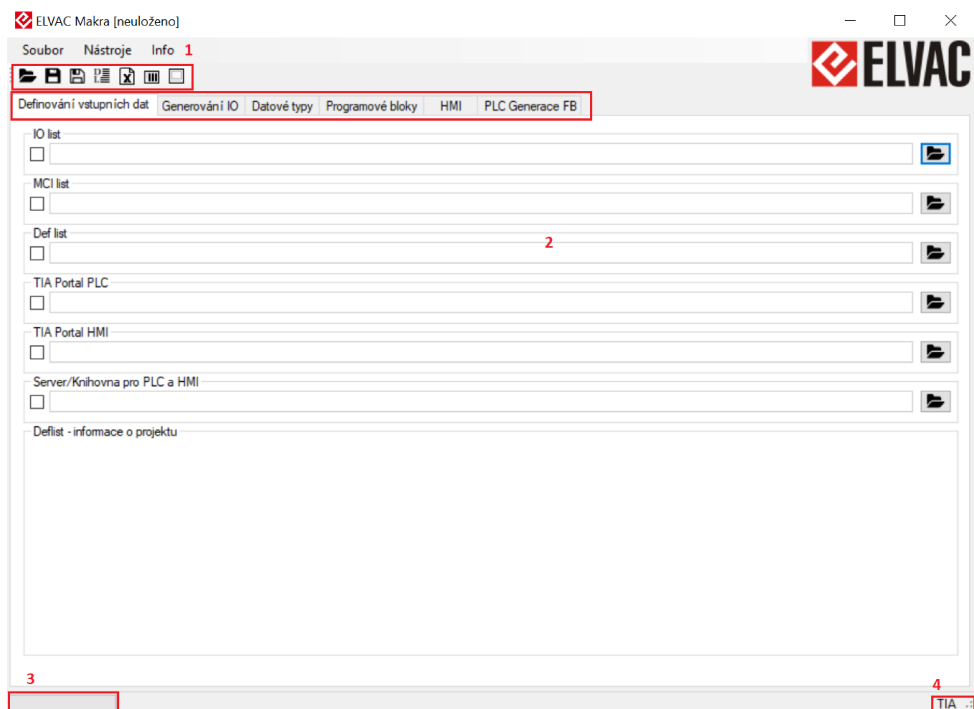 ELVAC Makra [neuloženo]
Soubor Nástroje Info 1
ELVAC
Definování vstupních dat Generování IO Datové typy Programové bloky HMI PLC Generace FB
IO list
MCI list
Def list
2
TIA Portal PLC
TIA Portal HMI
Server/Knihovna pro PLC a HMI
Deflist - informace o projektu
3
4
TIA